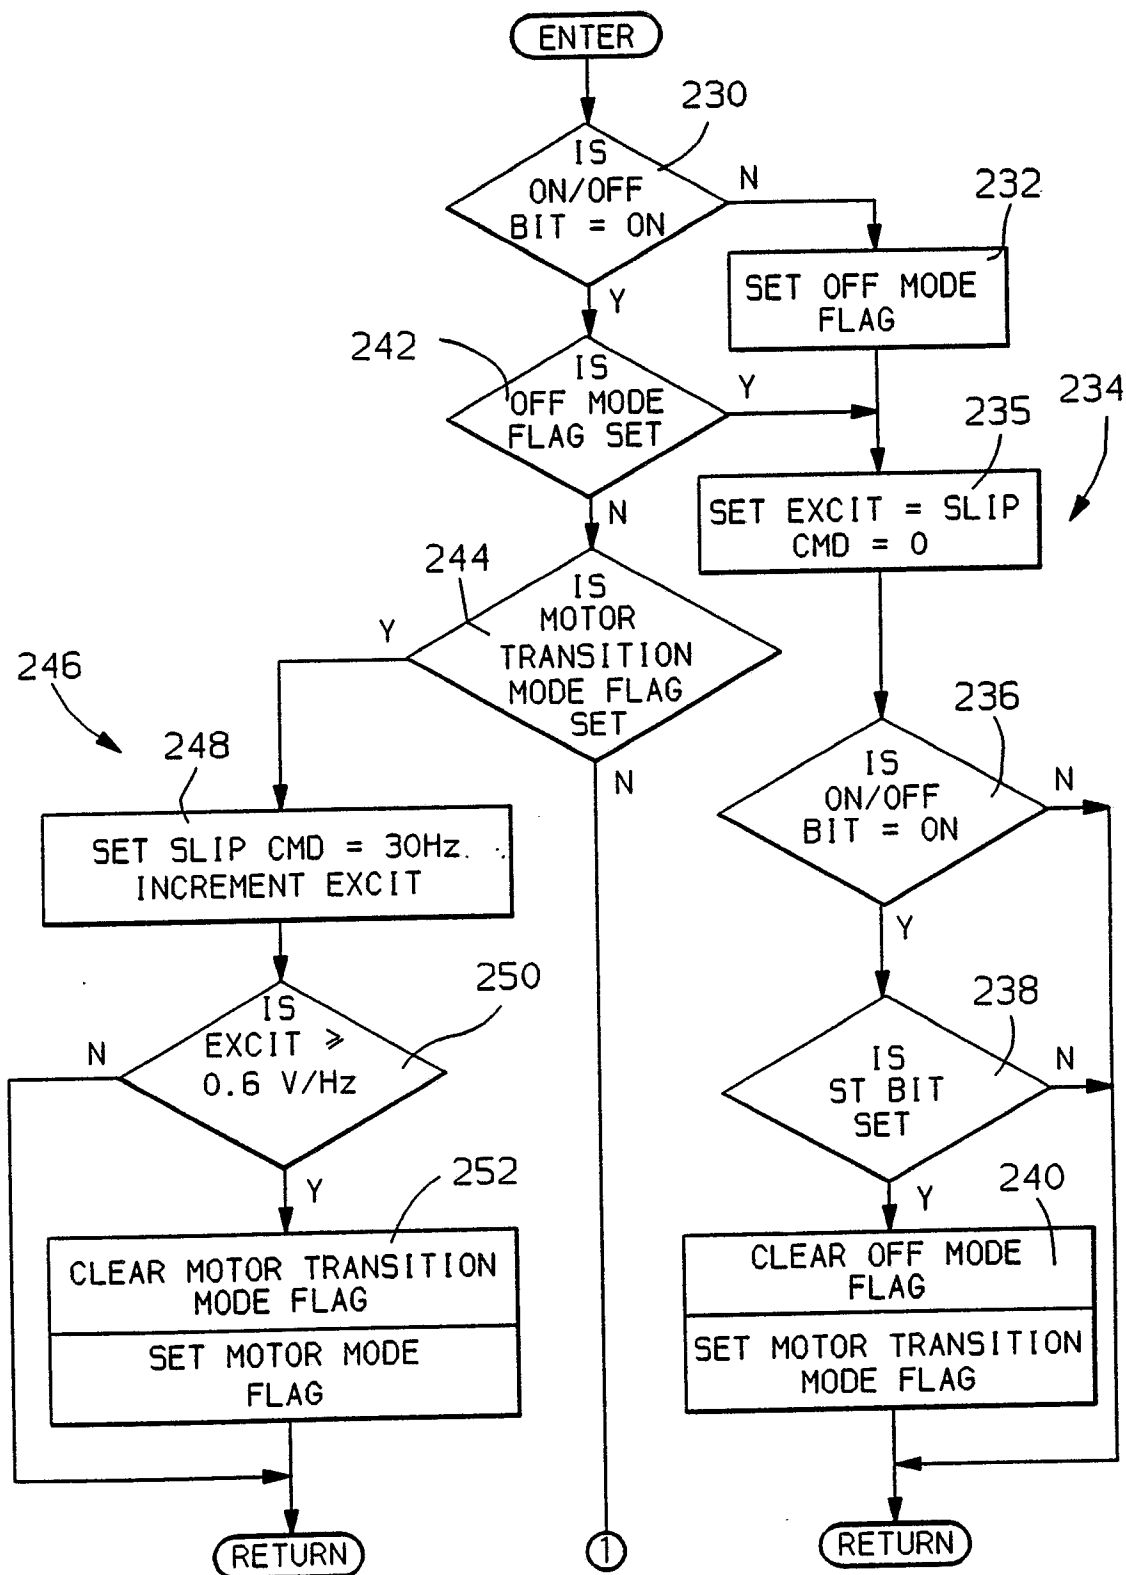 ENTER
230
IS
ON/OFF
BIT = ON
N
Y
232
SET OFF MODE
FLAG
242
IS
OFF MODE
FLAG SET
Y
N
234
235
SET EXCIT = SLIP
CMD = 0
244
IS
MOTOR
TRANSITION
MODE FLAG
SET
Y
N
246
248
SET SLIP CMD = 30Hz.
INCREMENT EXCIT
236
IS
ON/OFF
BIT = ON
N
Y
250
IS
EXCIT ⩾
0.6 V/Hz
N
Y
238
IS
ST BIT
SET
N
Y
252
CLEAR MOTOR TRANSITION
MODE FLAG
SET MOTOR MODE
FLAG
240
CLEAR OFF MODE
FLAG
SET MOTOR TRANSITION
MODE FLAG
RETURN
1
RETURN